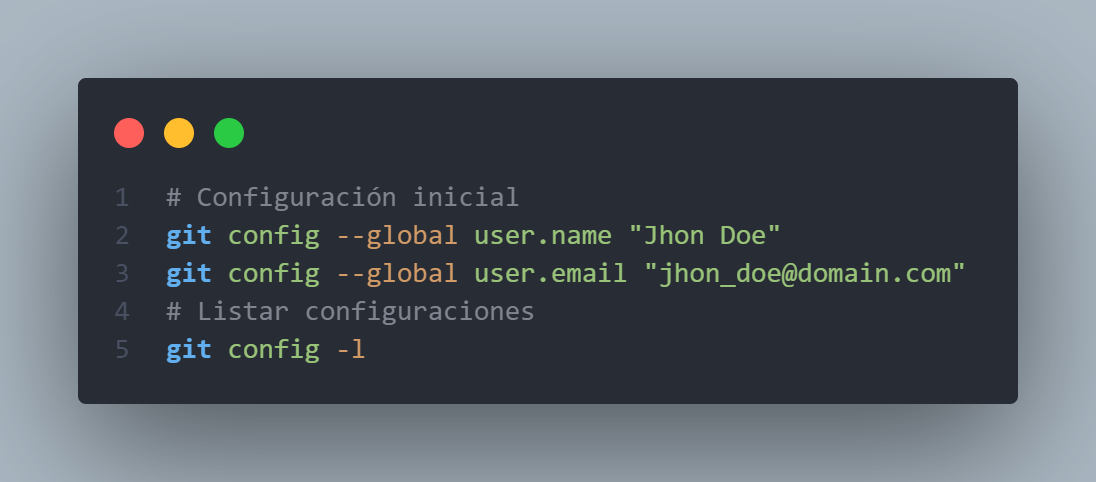 1 # Configuración inicial
2 git config --global user.name "Jhon Doe"
3 git config --global user.email "jhon_doe@domain.com"
4 # Listar configuraciones
5 git config -l